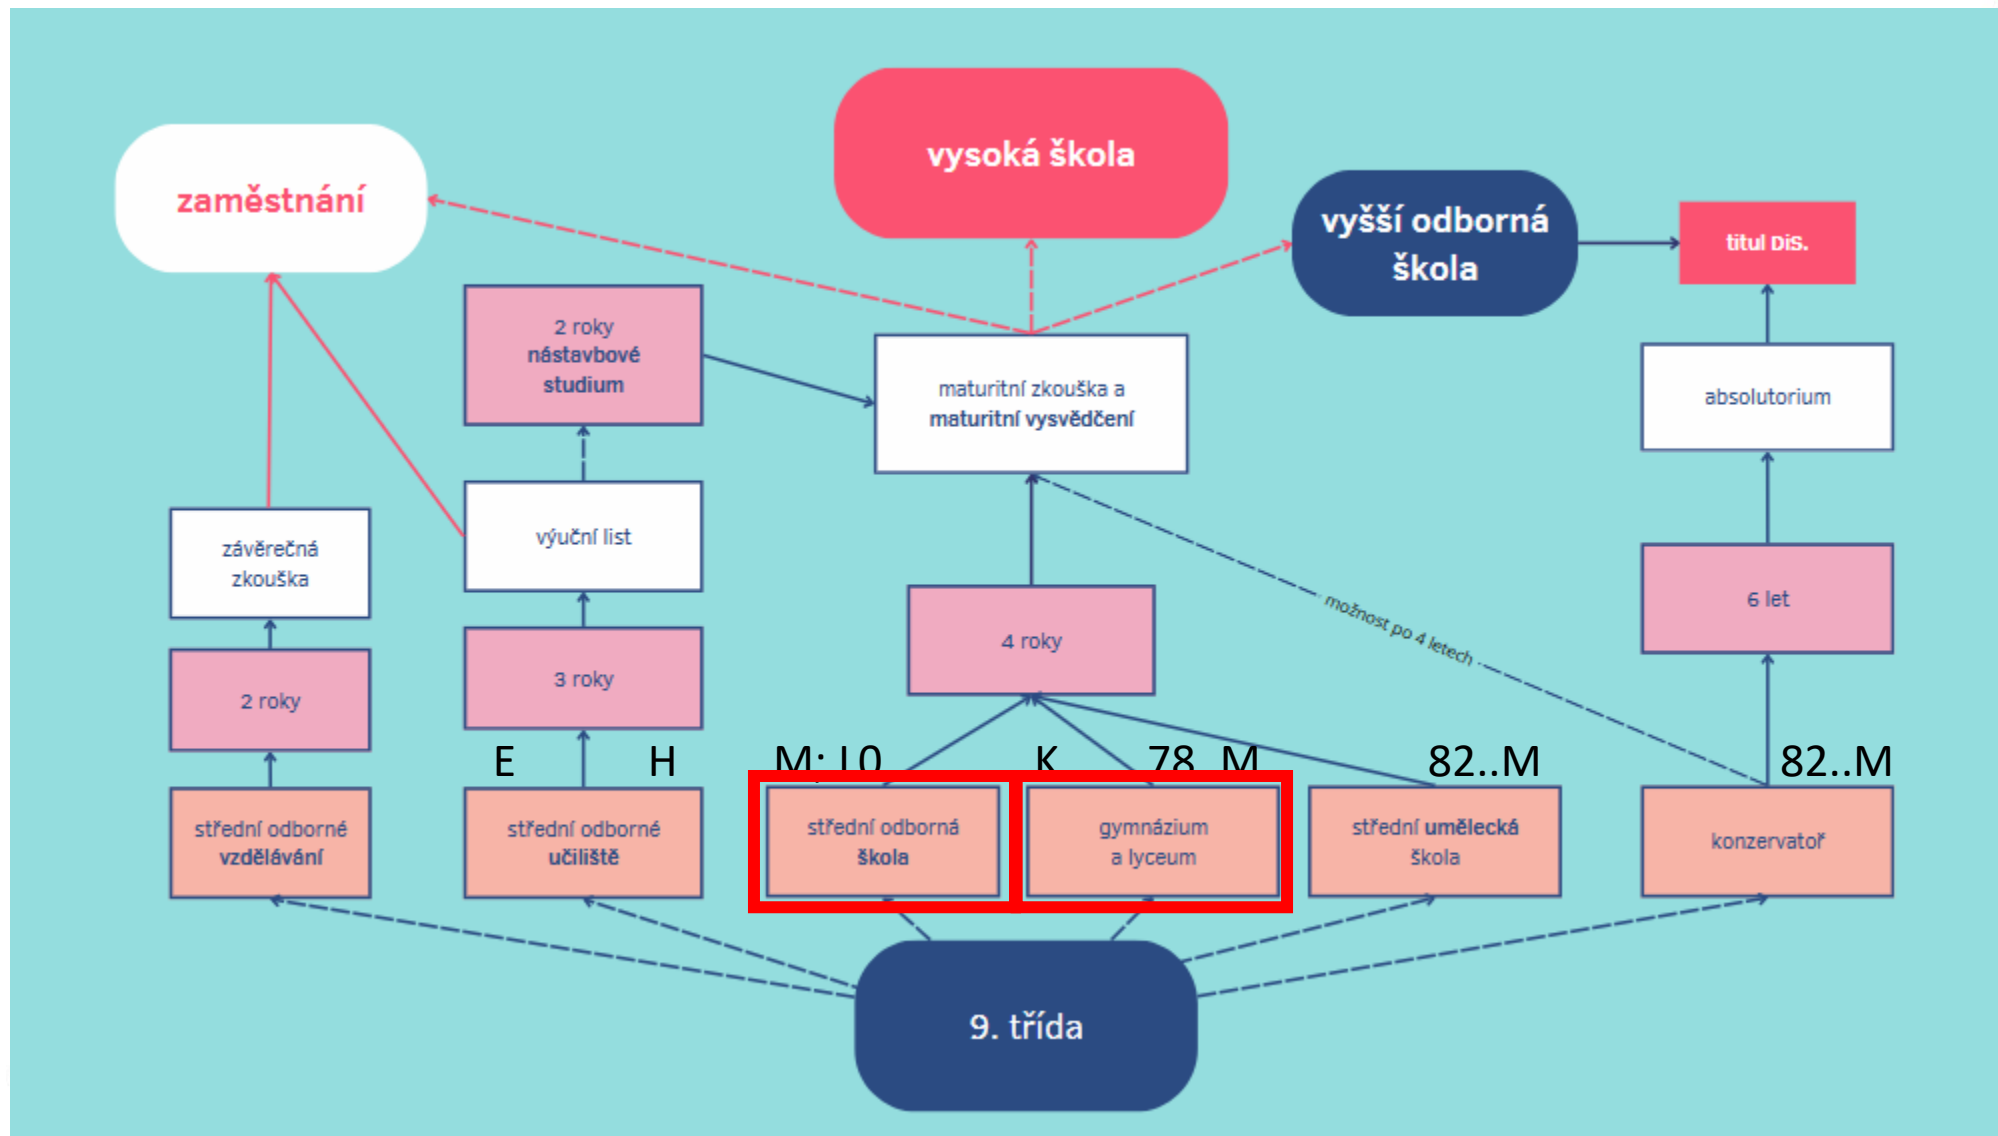 vysoká škola
zaměstnání
vyšší odborná
škola
titul DiS.
2 roky
nástavbové
studium
maturitní zkouška a
maturitní vysvědčení
absolutorium
závěrečná
zkouška
výuční list
4 roky
možnost po 4 letech
6 let
2 roky
3 roky
E
H
M; L0
K
78..M
82..M
82..M
střední odborné
vzdělávání
střední odborné
učiliště
střední odborná
škola
gymnázium
a lyceum
střední umělecká
škola
konzervatoř
9. třída